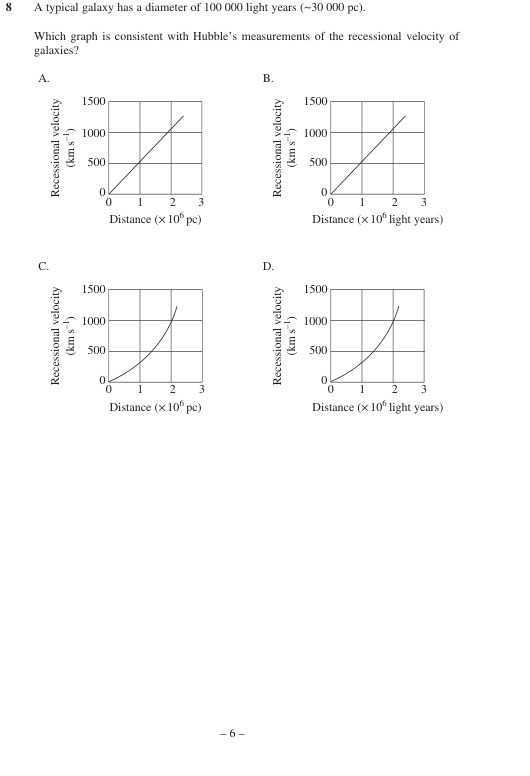 8 A typical galaxy has a diameter of 100 000 light years (~30 000 pc).
Which graph is consistent with Hubble's measurements of the recessional velocity of
galaxies?
A.
Recessional velocity
(km s⁻¹)
1500
1000
500
0
0 1 2 3
Distance (× 10⁶ pc)
B.
Recessional velocity
(km s⁻¹)
1500
1000
500
0
0 1 2 3
Distance (× 10⁶ light years)
C.
Recessional velocity
(km s⁻¹)
1500
1000
500
0
0 1 2 3
Distance (× 10⁶ pc)
D.
Recessional velocity
(km s⁻¹)
1500
1000
500
0
0 1 2 3
Distance (× 10⁶ light years)
– 6 –